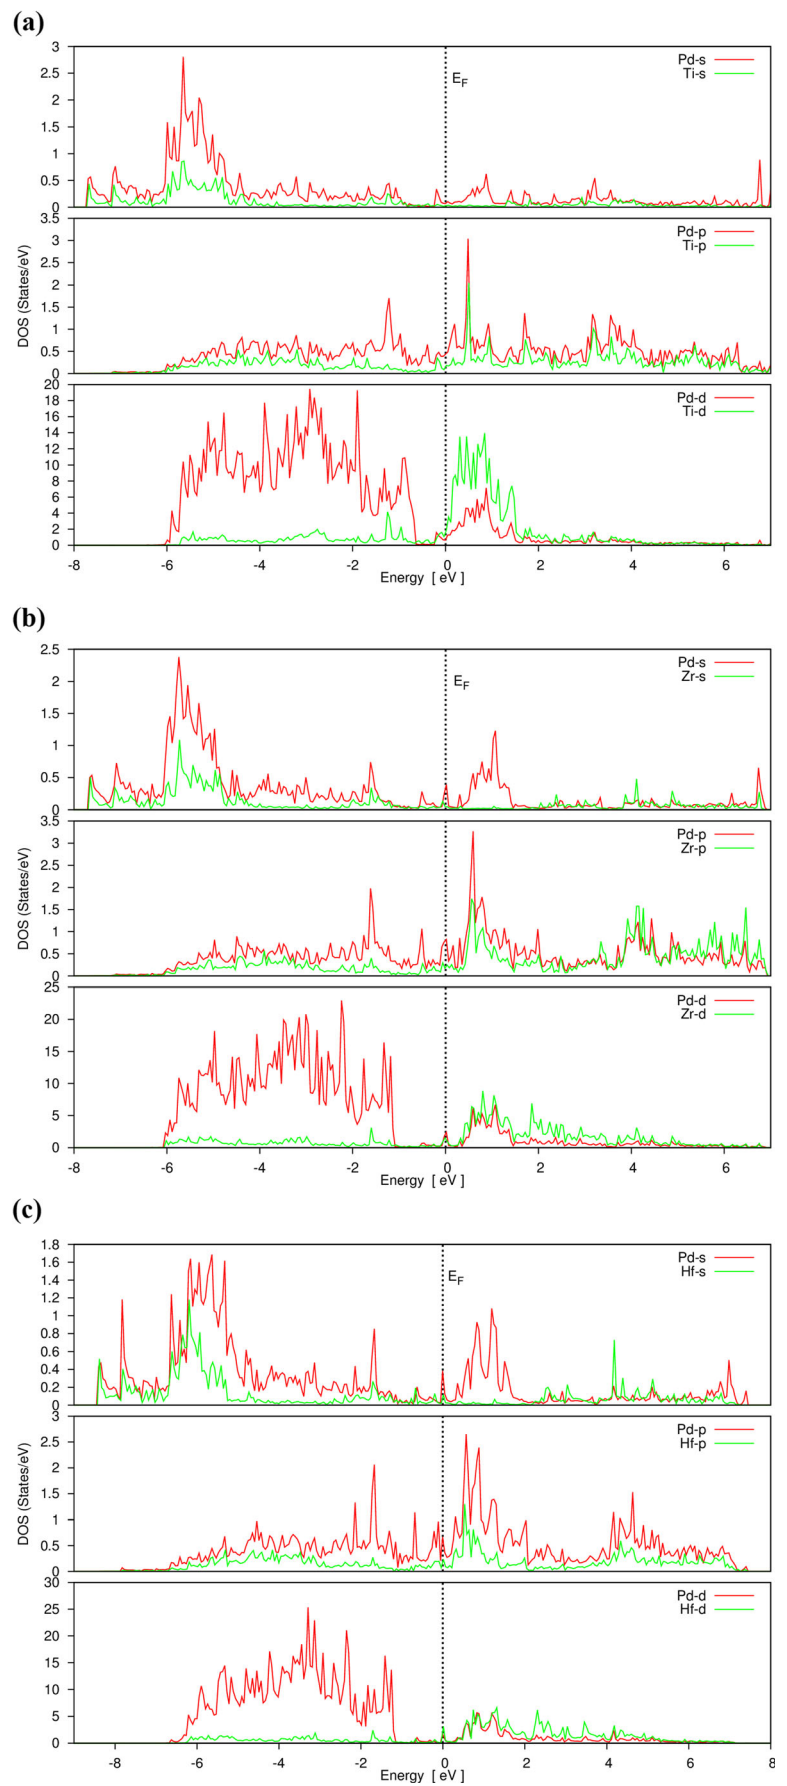 (a)
3
2.5
2
1.5
1
0.5
0
E_F
Pd-s
Ti-s
3.5
3
2.5
2
1.5
1
0.5
0
DOS (States/eV)
Pd-p
Ti-p
20
18
16
14
12
10
8
6
4
2
0
Pd-d
Ti-d
-8 -6 -4 -2 0 2 4 6
Energy [ eV]
(b)
2.5
2
1.5
1
0.5
0
E_F
Pd-s
Zr-s
3.5
3
2.5
2
1.5
1
0.5
0
DOS (States/eV)
Pd-p
Zr-p
25
20
15
10
5
0
Pd-d
Zr-d
-8 -6 -4 -2 0 2 4 6
Energy [ eV]
(c)
1.8
1.6
1.4
1.2
1
0.8
0.6
0.4
0.2
0
E_F
Pd-s
Hf-s
3
2.5
2
1.5
1
0.5
0
DOS (States/eV)
Pd-p
Hf-p
30
25
20
15
10
5
0
Pd-d
Hf-d
-8 -6 -4 -2 0 2 4 6 8
Energy [ eV]